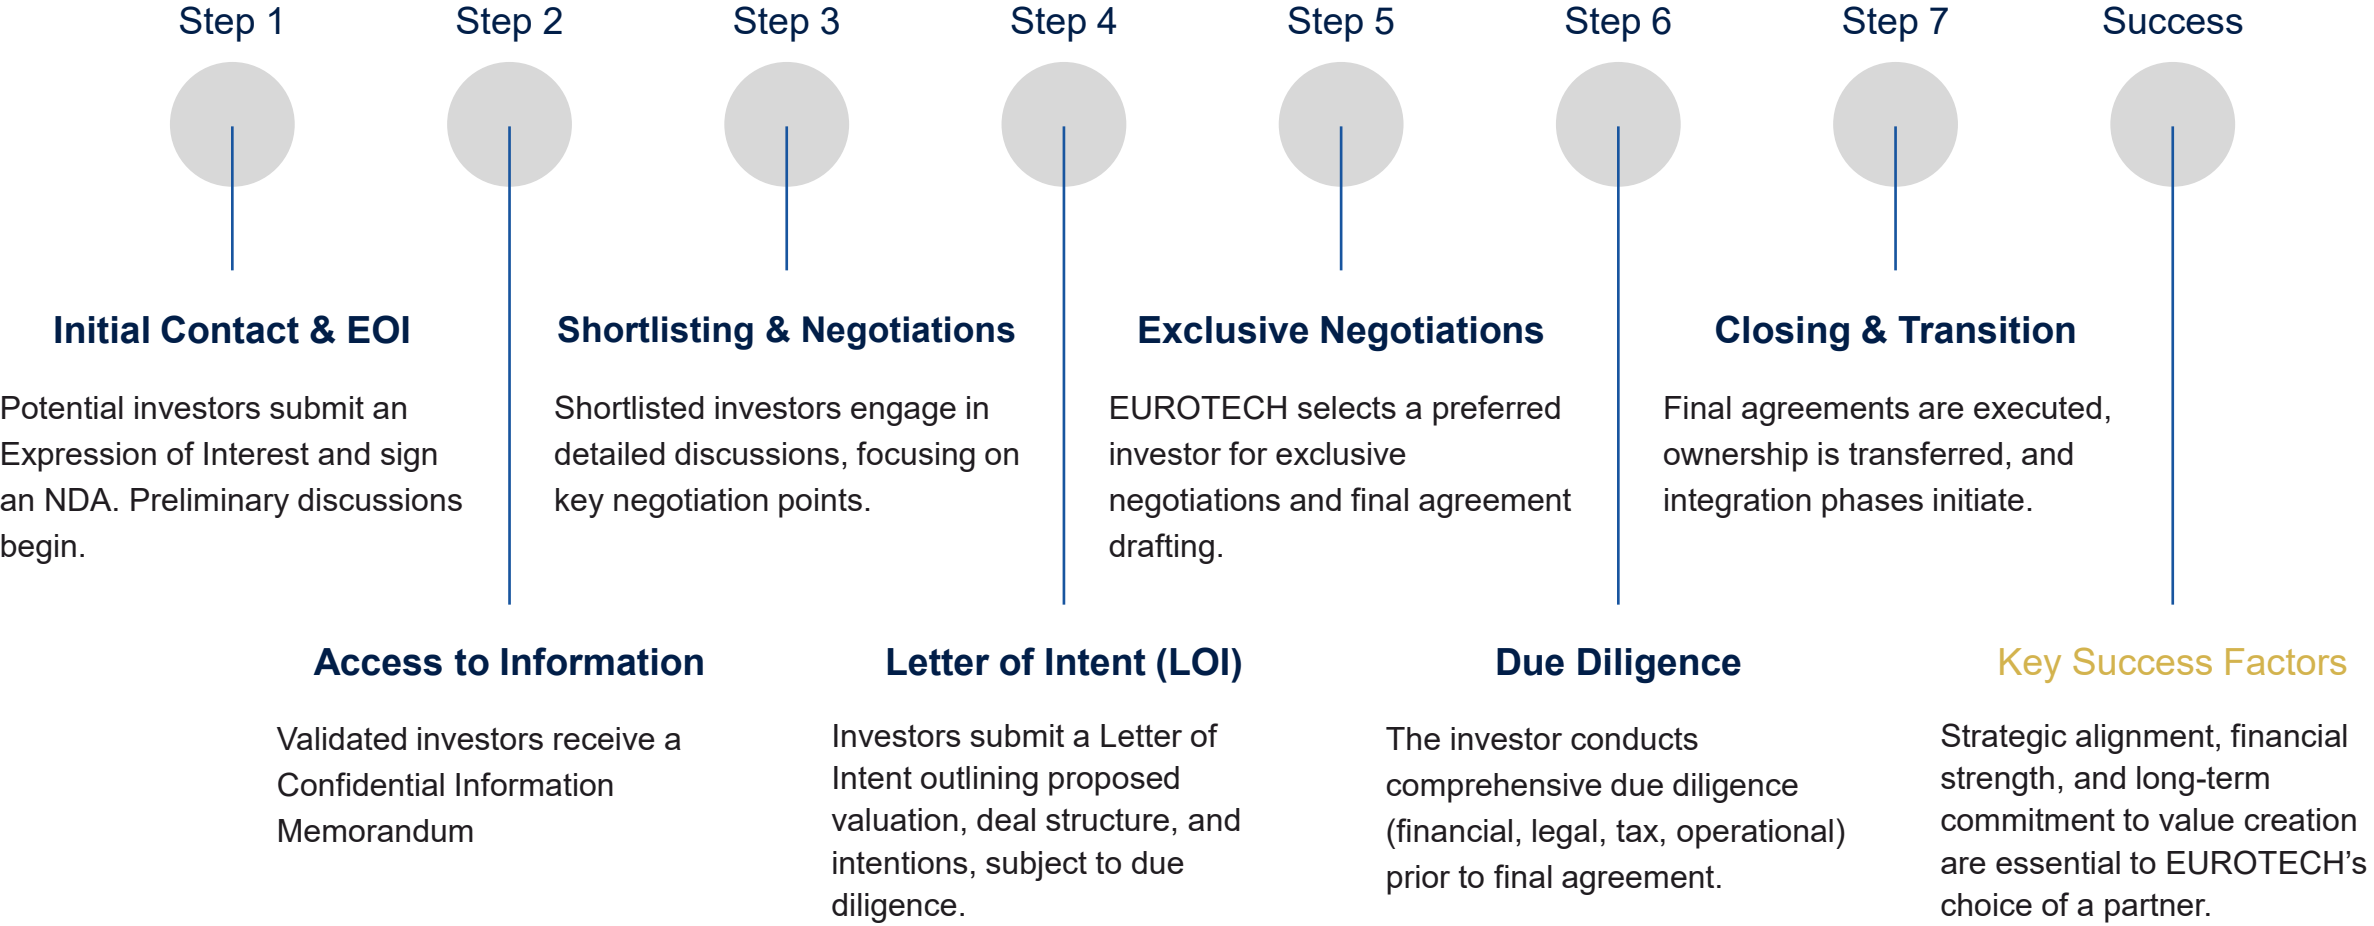 Step 1
Step 2
Step 3
Step 4
Step 5
Step 6
Step 7
Success
Initial Contact & EOI
Potential investors submit an
Expression of Interest and sign
an NDA. Preliminary discussions
begin.
Access to Information
Validated investors receive a
Confidential Information
Memorandum
Shortlisting & Negotiations
Shortlisted investors engage in
detailed discussions, focusing on
key negotiation points.
Letter of Intent (LOI)
Investors submit a Letter of
Intent outlining proposed
valuation, deal structure, and
intentions, subject to due
diligence.
Exclusive Negotiations
EUROTECH selects a preferred
investor for exclusive
negotiations and final agreement
drafting.
Due Diligence
The investor conducts
comprehensive due diligence
(financial, legal, tax, operational)
prior to final agreement.
Closing & Transition
Final agreements are executed,
ownership is transferred, and
integration phases initiate.
Key Success Factors
Strategic alignment, financial
strength, and long-term
commitment to value creation
are essential to EUROTECH’s
choice of a partner.